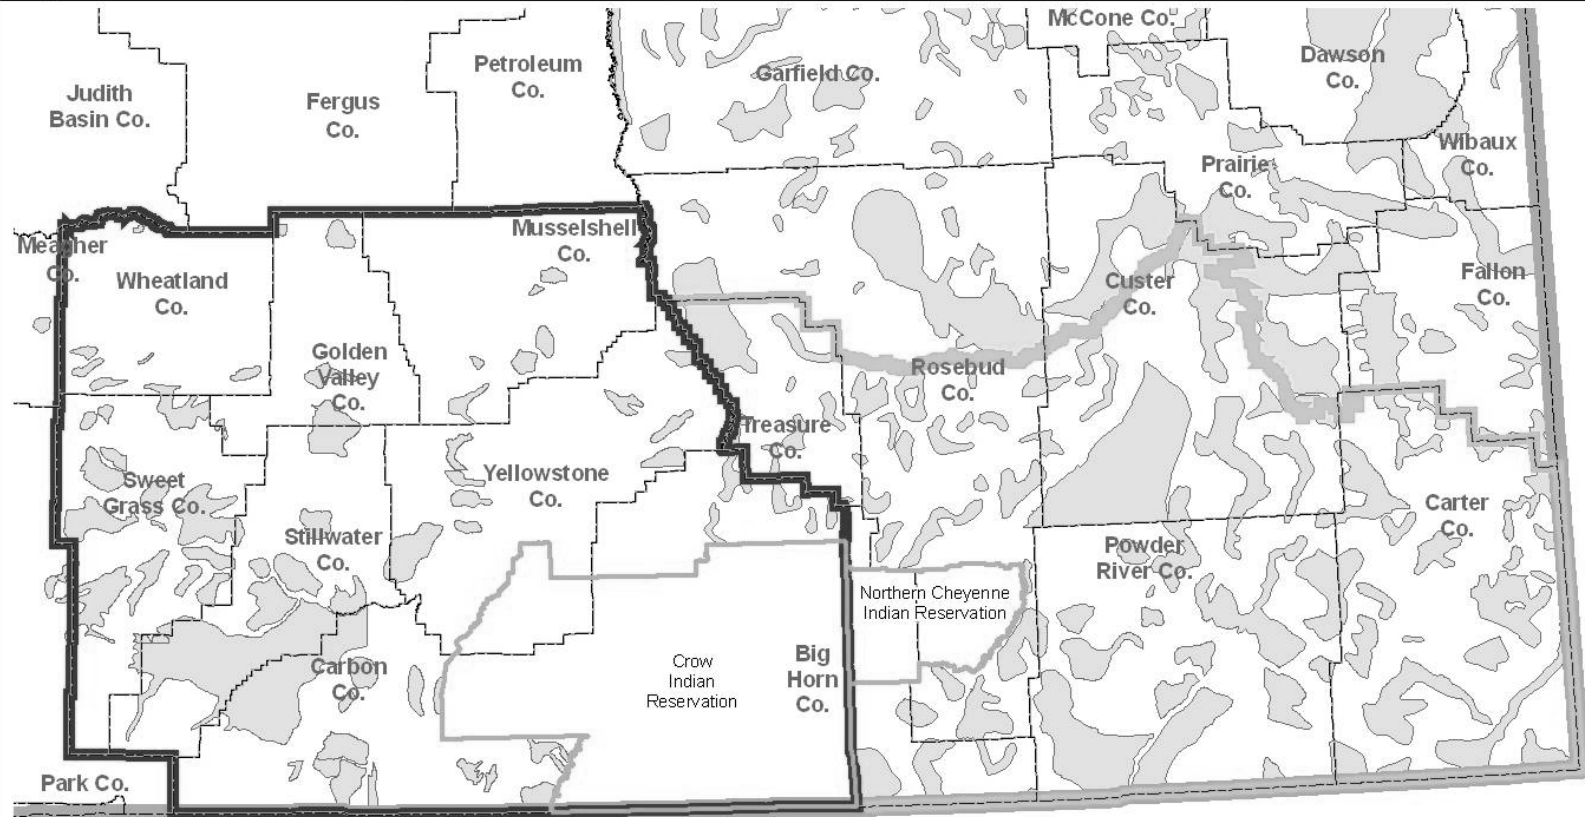 McCone Co.
Dawson
Co.
Petroleum
Co.
Garfield Co.
Judith
Basin Co.
Fergus
Co.
Wibaux
Co.
Prairie
Co.
Meagher
Co.
Musselshell
Co.
Wheatland
Co.
Custer
Co.
Fallon
Co.
Golden
Valley
Co.
Rosebud
Co.
Treasure
Co.
Sweet
Grass Co.
Yellowstone
Co.
Carter
Co.
Stillwater
Co.
Powder
River Co.
Northern Cheyenne
Indian Reservation
Carbon
Co.
Crow
Indian
Reservation
Big
Horn
Co.
Park Co.